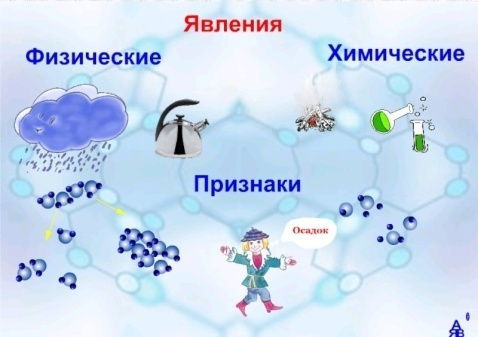 Явления
Физические
Химические
Признаки
Осадок